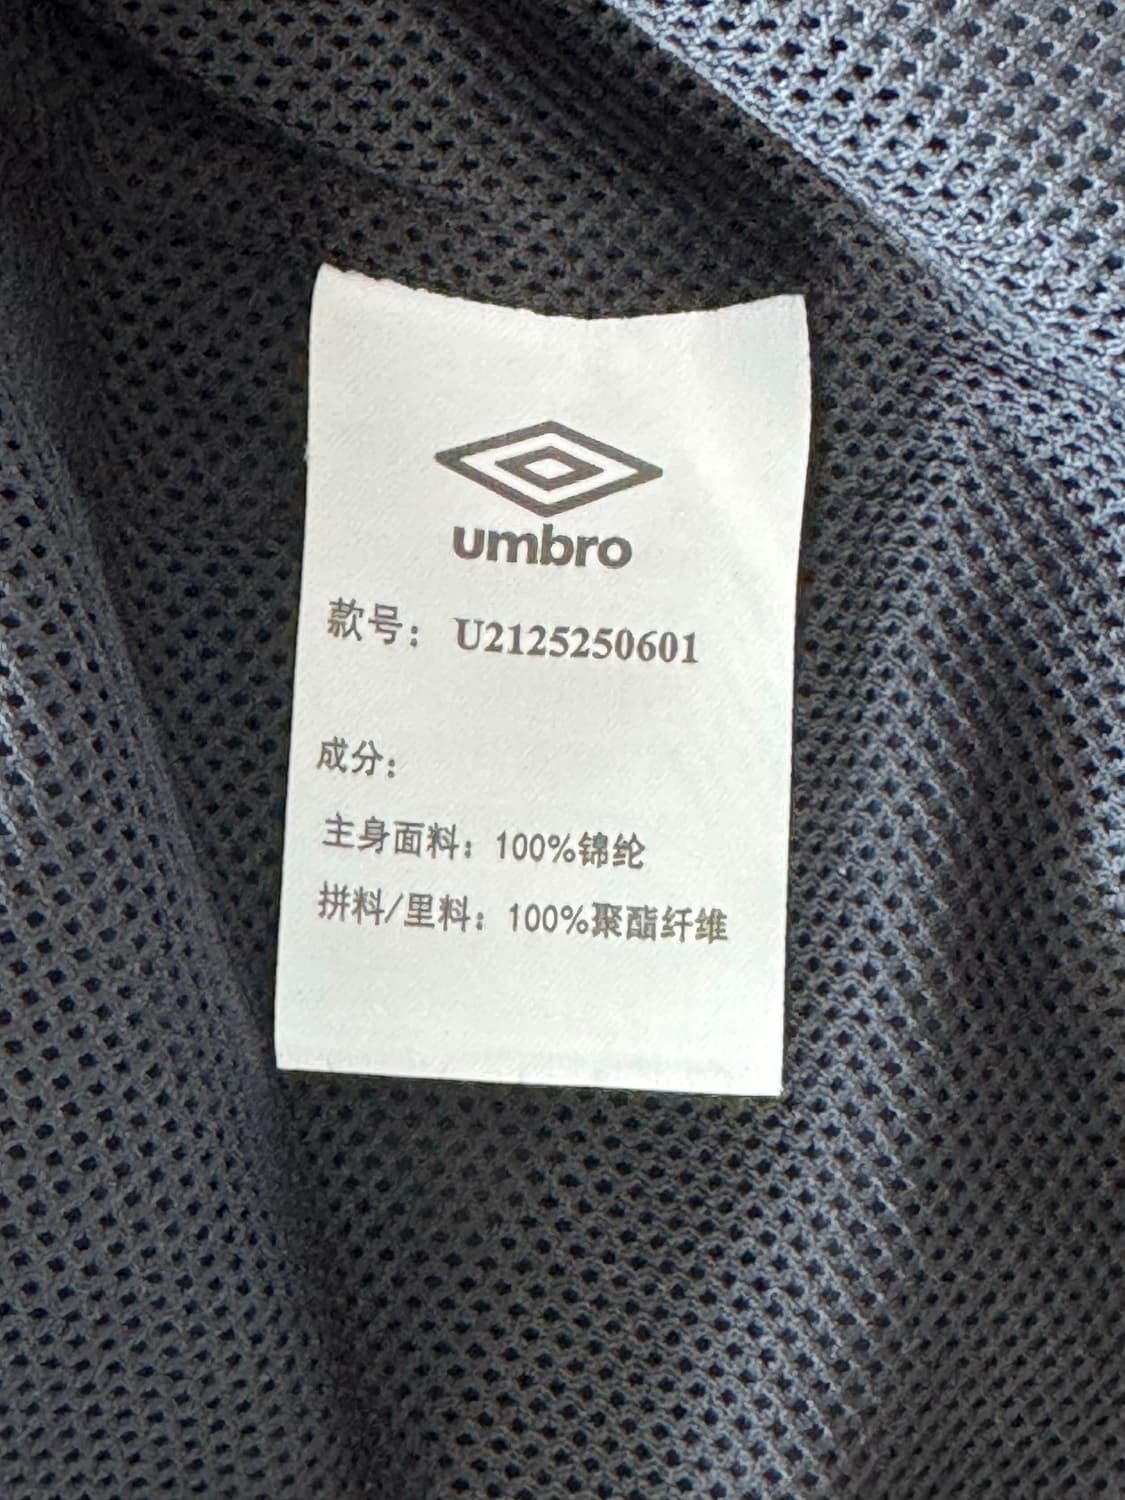 umbro
款号： U2125250601
成分：
主身面料：100%锦纶
拼料/里料：100%聚酯纤维